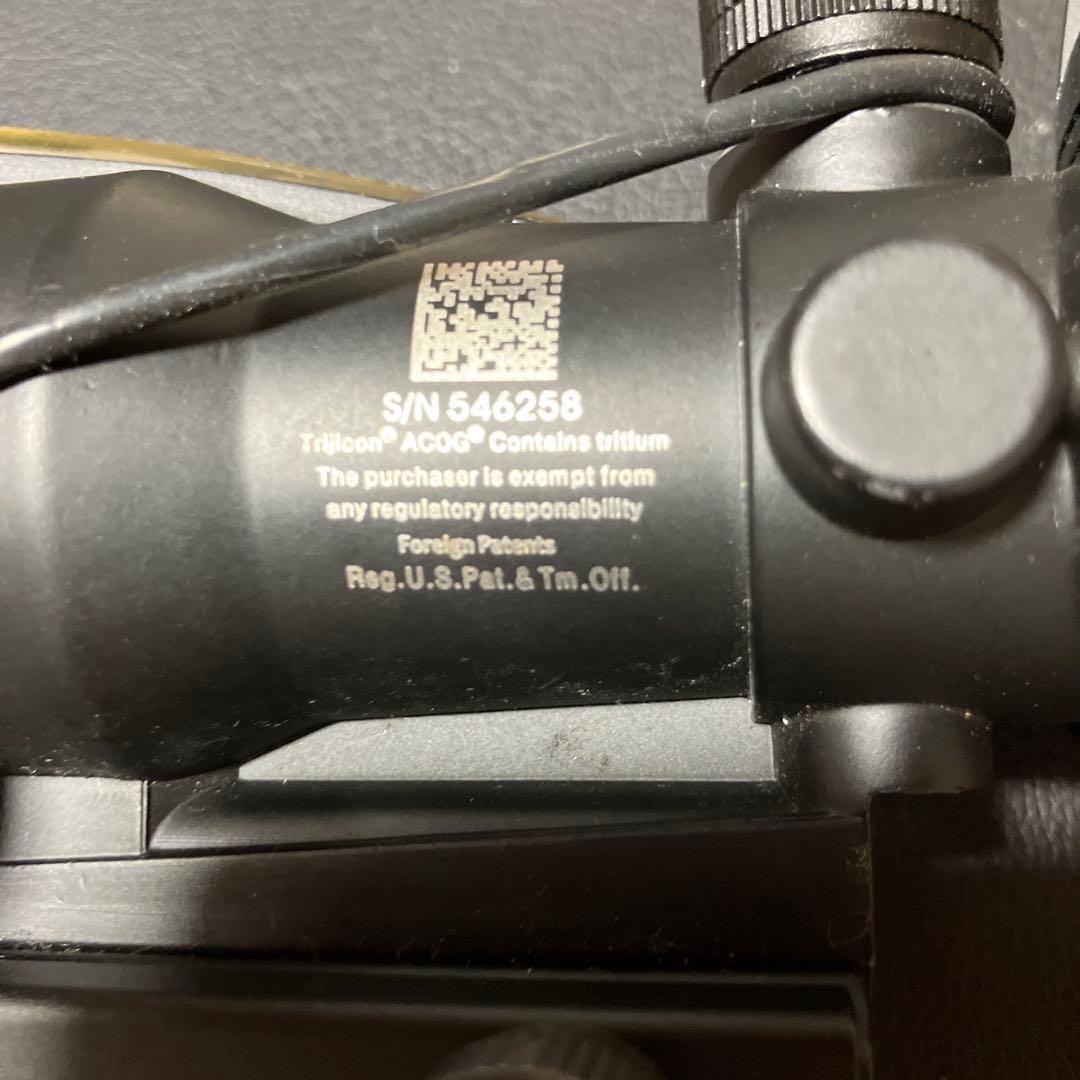 S/N 546258
Trijicon® ACOG® Contains tritium
The purchaser is exempt from
any regulatory responsibility
Foreign Patents
Reg.U.S.Pat.&Tm.Off.